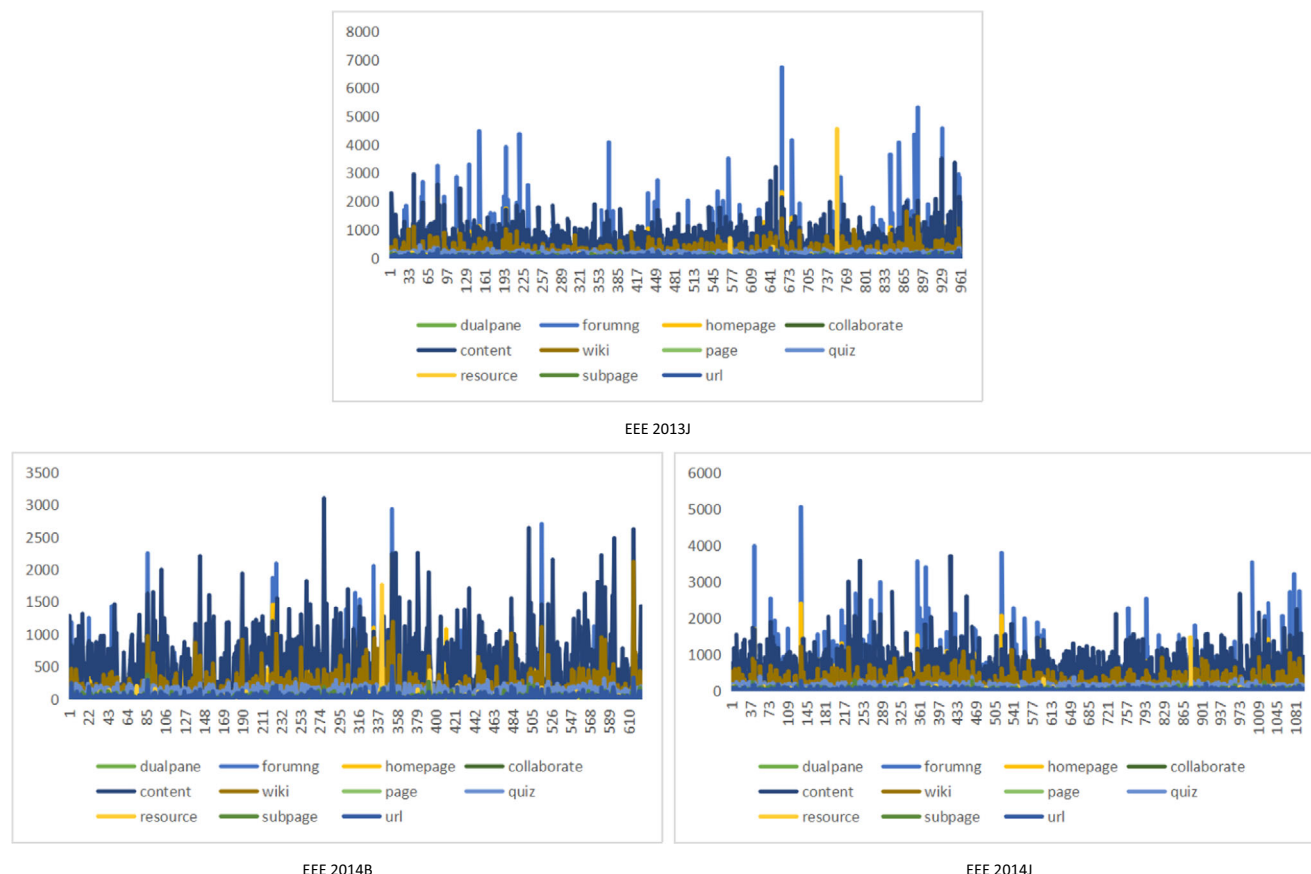 8000
7000
6000
5000
4000
3000
2000
1000
0
1 33 65 97 129 161 193 225 257 289 321 353 385 417 449 481 513 545 577 609 641 673 705 737 769 801 833 865 897 929 961
dualpane forumng homepage collaborate
content wiki page quiz
resource subpage url
EEE 2013J
3500
3000
2500
2000
1500
1000
500
0
1 22 43 64 85 106 127 148 169 190 211 232 253 274 295 316 337 358 379 400 421 442 463 484 505 526 547 568 589 610
dualpane forumng homepage collaborate
content wiki page quiz
resource subpage url
EEE 2014B
6000
5000
4000
3000
2000
1000
0
1 37 73 109 145 181 217 253 289 325 361 397 433 469 505 541 577 613 649 685 721 757 793 829 865 901 937 973 1009 1045 1081
dualpane forumng homepage collaborate
content wiki page quiz
resource subpage url
EEE 2014J